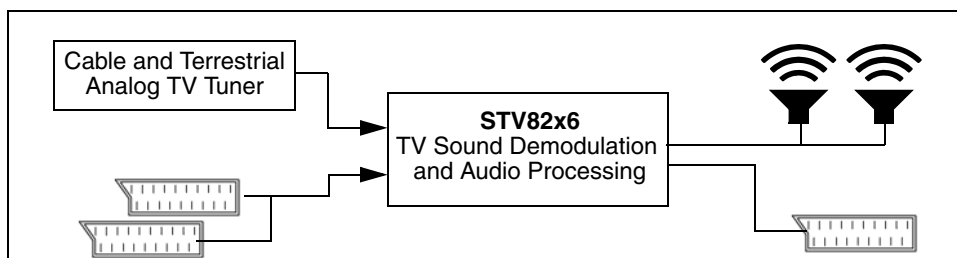 Cable and Terrestrial
Analog TV Tuner
STV82x6
TV Sound Demodulation
and Audio Processing